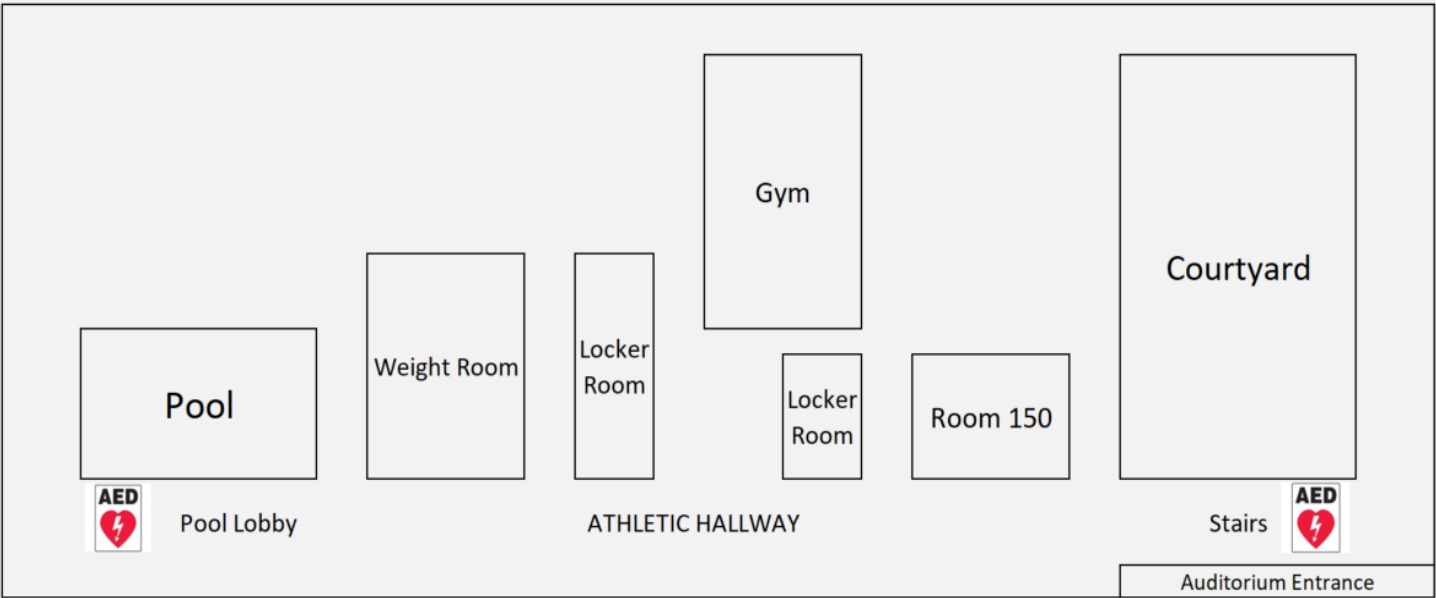 Gym
Courtyard
Weight Room
Locker
Room
Pool
Locker
Room
Room 150
AED
Pool Lobby
ATHLETIC HALLWAY
Stairs
AED
Auditorium Entrance